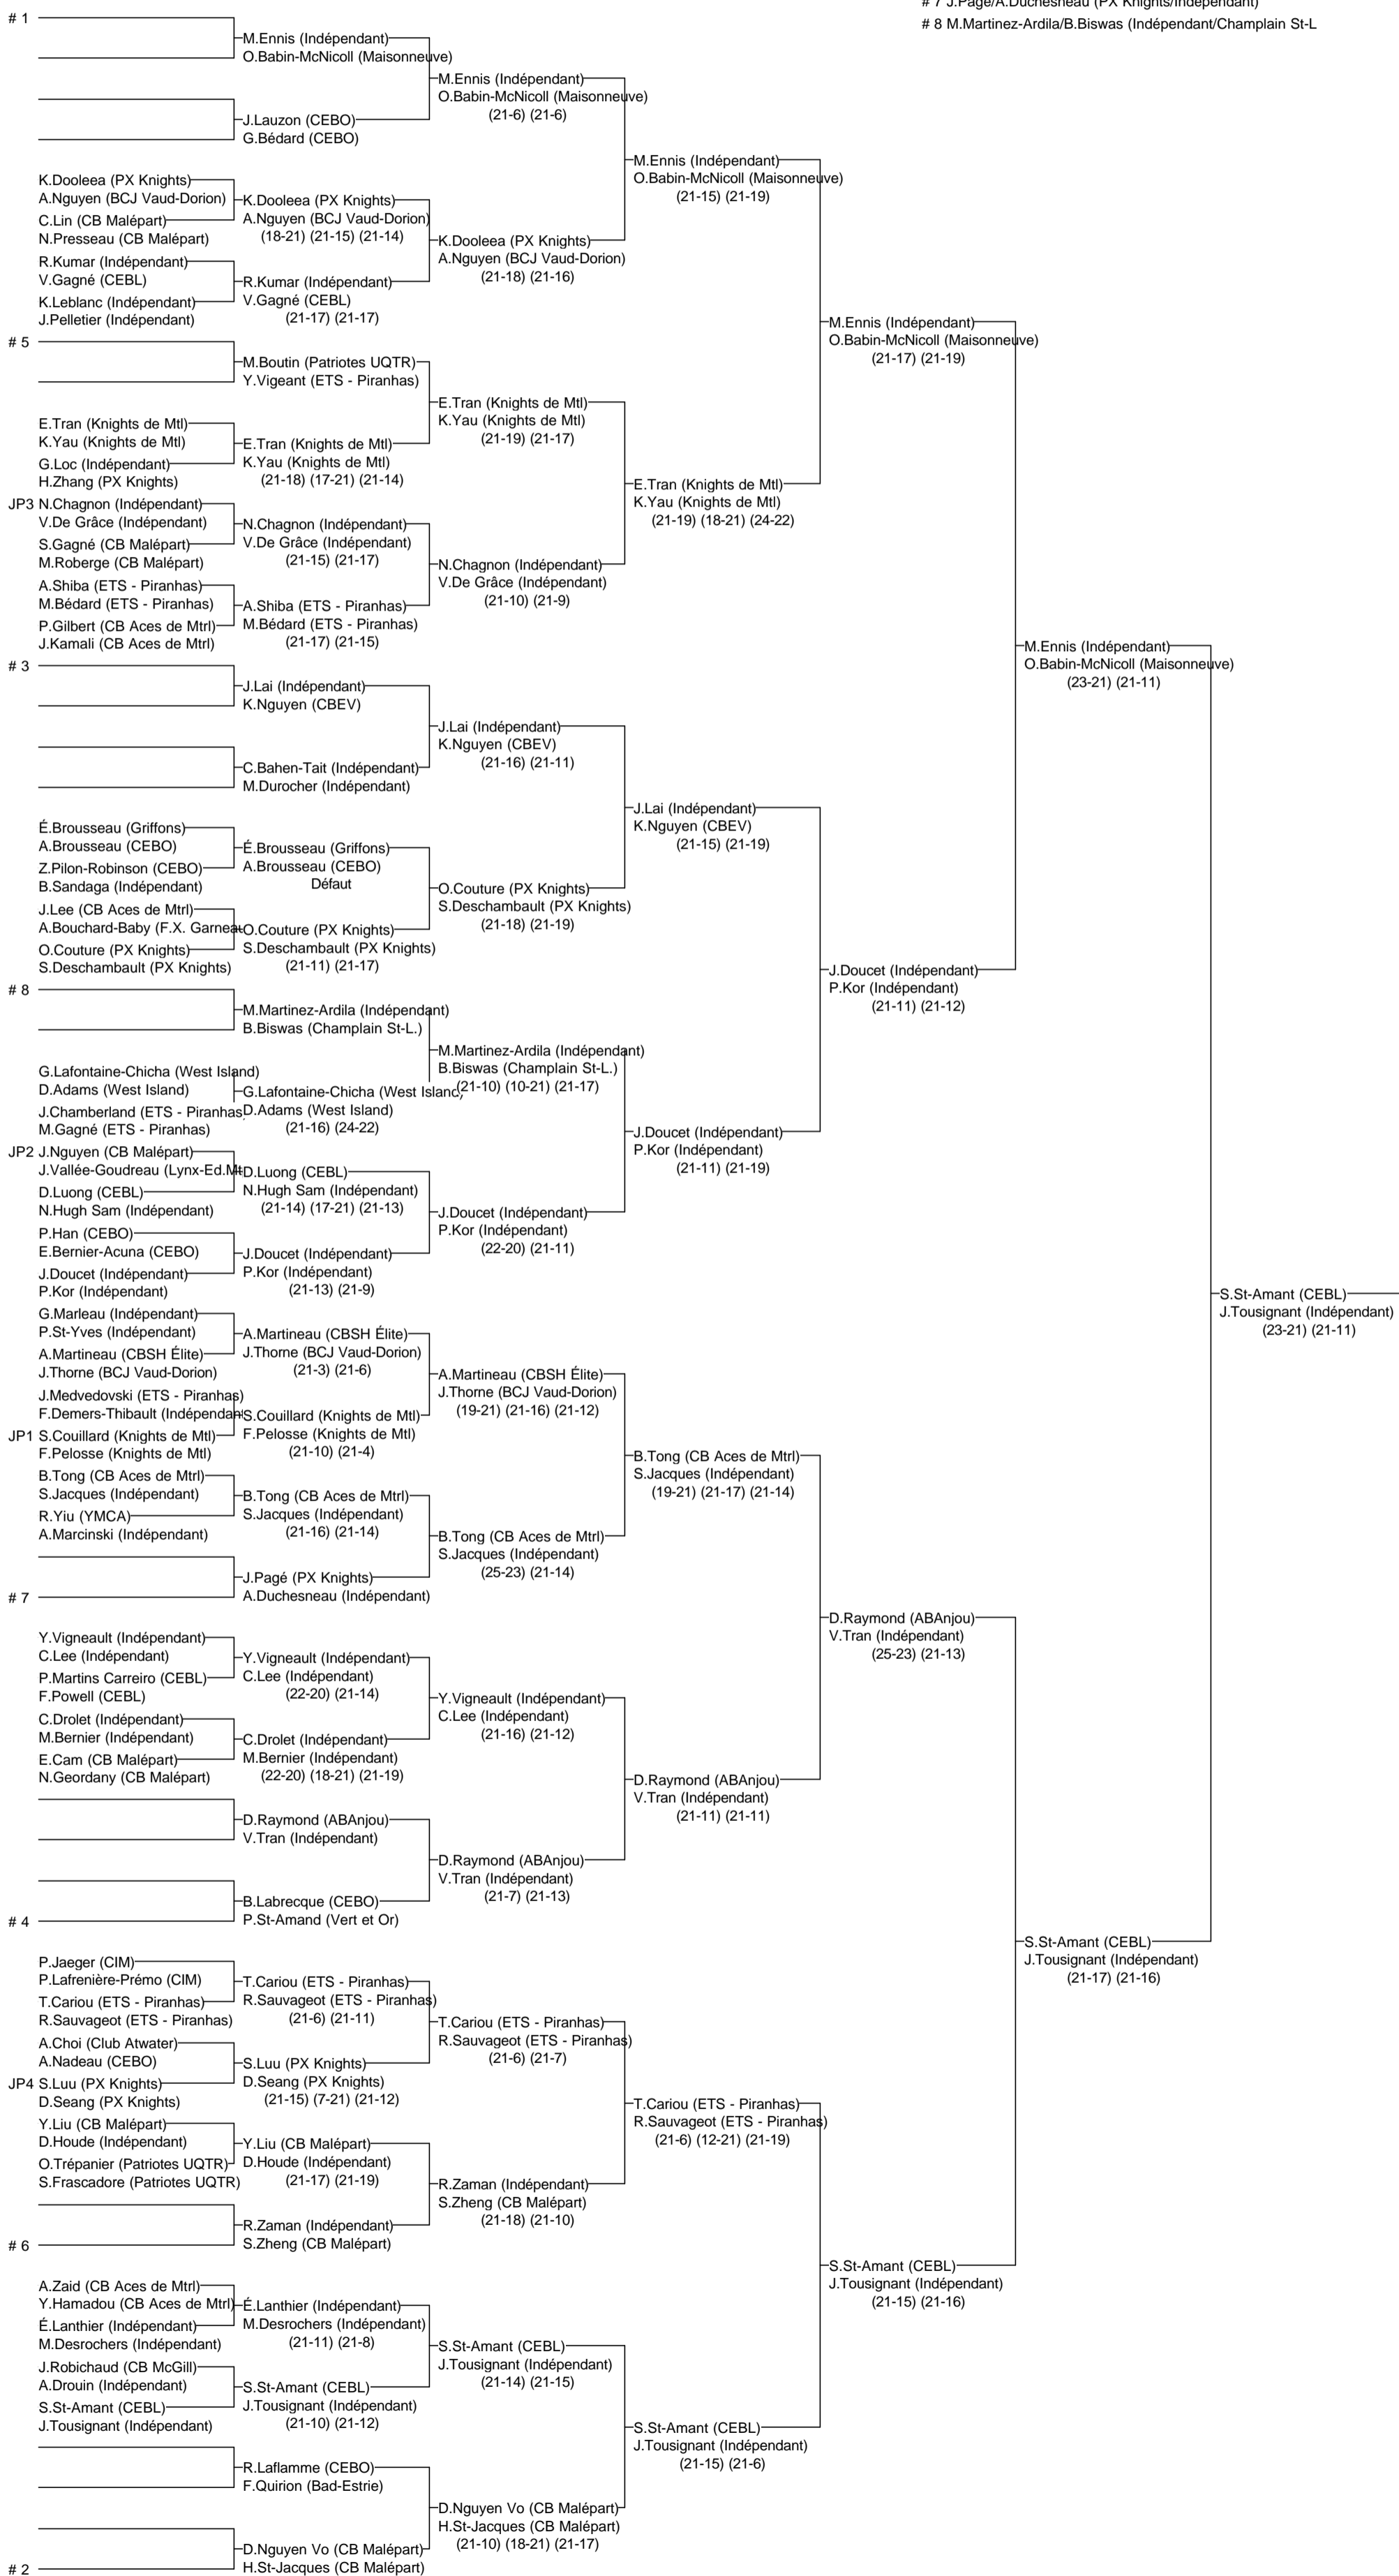 # 7 J.Pagé/A.Duchesneau (PX Knights/Indépendant)
# 8 M.Martinez-Ardila/B.Biswas (Indépendant/Champlain St-L
# 1
M.Ennis (Indépendant)
O.Babin-McNicoll (Maisonneuve)
M.Ennis (Indépendant)
O.Babin-McNicoll (Maisonneuve)
(21-6) (21-6)
J.Lauzon (CEBO)
G.Bédard (CEBO)
M.Ennis (Indépendant)
O.Babin-McNicoll (Maisonneuve)
(21-15) (21-19)
K.Dooleea (PX Knights)
A.Nguyen (BCJ Vaud-Dorion)
C.Lin (CB Malépart)
N.Presseau (CB Malépart)
K.Dooleea (PX Knights)
A.Nguyen (BCJ Vaud-Dorion)
(18-21) (21-15) (21-14)
K.Dooleea (PX Knights)
A.Nguyen (BCJ Vaud-Dorion)
(21-18) (21-16)
R.Kumar (Indépendant)
V.Gagné (CEBL)
K.Leblanc (Indépendant)
J.Pelletier (Indépendant)
R.Kumar (Indépendant)
V.Gagné (CEBL)
(21-17) (21-17)
M.Ennis (Indépendant)
O.Babin-McNicoll (Maisonneuve)
(21-17) (21-19)
# 5
M.Boutin (Patriotes UQTR)
Y.Vigeant (ETS - Piranhas)
E.Tran (Knights de Mtl)
K.Yau (Knights de Mtl)
(21-19) (21-17)
E.Tran (Knights de Mtl)
K.Yau (Knights de Mtl)
G.Loc (Indépendant)
H.Zhang (PX Knights)
E.Tran (Knights de Mtl)
K.Yau (Knights de Mtl)
(21-18) (17-21) (21-14)
E.Tran (Knights de Mtl)
K.Yau (Knights de Mtl)
(21-19) (18-21) (24-22)
JP3 N.Chagnon (Indépendant)
V.De Grâce (Indépendant)
S.Gagné (CB Malépart)
M.Roberge (CB Malépart)
N.Chagnon (Indépendant)
V.De Grâce (Indépendant)
(21-15) (21-17)
N.Chagnon (Indépendant)
V.De Grâce (Indépendant)
(21-10) (21-9)
A.Shiba (ETS - Piranhas)
M.Bédard (ETS - Piranhas)
P.Gilbert (CB Aces de Mtrl)
J.Kamali (CB Aces de Mtrl)
A.Shiba (ETS - Piranhas)
M.Bédard (ETS - Piranhas)
(21-17) (21-15)
M.Ennis (Indépendant)
O.Babin-McNicoll (Maisonneuve)
(23-21) (21-11)
# 3
J.Lai (Indépendant)
K.Nguyen (CBEV)
J.Lai (Indépendant)
K.Nguyen (CBEV)
(21-16) (21-11)
C.Bahen-Tait (Indépendant)
M.Durocher (Indépendant)
J.Lai (Indépendant)
K.Nguyen (CBEV)
(21-15) (21-19)
É.Brousseau (Griffons)
A.Brousseau (CEBO)
Z.Pilon-Robinson (CEBO)
B.Sandaga (Indépendant)
É.Brousseau (Griffons)
A.Brousseau (CEBO)
Défaut
O.Couture (PX Knights)
S.Deschambault (PX Knights)
(21-18) (21-19)
J.Lee (CB Aces de Mtrl)
A.Bouchard-Baby (F.X.
O.Couture (PX Knights)
S.Deschambault (PX Knights)
O.Couture (PX Knights)
S.Deschambault (PX Knights)
(21-11) (21-17)
J.Doucet (Indépendant)
P.Kor (Indépendant)
(21-11) (21-12)
# 8
M.Martinez-Ardila (Indépendant)
B.Biswas (Champlain St-L.)
M.Martinez-Ardila (Indépendant)
B.Biswas (Champlain St-L.)
(21-10) (10-21) (21-17)
G.Lafontaine-Chicha (West Island)
D.Adams (West Island)
J.Chamberland (ETS - Piranhas
M.Gagné (ETS - Piranhas)
G.Lafontaine-Chicha (West Island)
D.Adams (West Island)
(21-16) (24-22)
J.Doucet (Indépendant)
P.Kor (Indépendant)
(21-11) (21-19)
JP2 J.Nguyen (CB Malépart)
J.Vallée-Goudreau
D.Luong (CEBL)
N.Hugh Sam (Indépendant)
D.Luong (CEBL)
N.Hugh Sam (Indépendant)
(21-14) (17-21) (21-13)
J.Doucet (Indépendant)
P.Kor (Indépendant)
(22-20) (21-11)
P.Han (CEBO)
E.Bernier-Acuna (CEBO)
J.Doucet (Indépendant)
P.Kor (Indépendant)
J.Doucet (Indépendant)
P.Kor (Indépendant)
(21-13) (21-9)
S.St-Amant (CEBL)
J.Tousignant (Indépendant)
(23-21) (21-11)
G.Marleau (Indépendant)
P.St-Yves (Indépendant)
A.Martineau (CBSH Élite)
J.Thorne (BCJ Vaud-Dorion)
A.Martineau (CBSH Élite)
J.Thorne (BCJ Vaud-Dorion)
(21-3) (21-6)
A.Martineau (CBSH Élite)
J.Thorne (BCJ Vaud-Dorion)
(19-21) (21-16) (21-12)
J.Medvedovski (ETS - Piranhas)
F.Demers-Thibault (Indépendan
JP1 S.Couillard (Knights de Mtl)
F.Pelosse (Knights de Mtl)
S.Couillard (Knights de Mtl)
F.Pelosse (Knights de Mtl)
(21-10) (21-4)
B.Tong (CB Aces de Mtrl)
S.Jacques (Indépendant)
(19-21) (21-17) (21-14)
B.Tong (CB Aces de Mtrl)
S.Jacques (Indépendant)
R.Yiu (YMCA)
A.Marcinski (Indépendant)
B.Tong (CB Aces de Mtrl)
S.Jacques (Indépendant)
(21-16) (21-14)
B.Tong (CB Aces de Mtrl)
S.Jacques (Indépendant)
(25-23) (21-14)
J.Pagé (PX Knights)
A.Duchesneau (Indépendant)
# 7
D.Raymond (ABAnjou)
V.Tran (Indépendant)
(25-23) (21-13)
Y.Vigneault (Indépendant)
C.Lee (Indépendant)
P.Martins Carreiro (CEBL)
F.Powell (CEBL)
Y.Vigneault (Indépendant)
C.Lee (Indépendant)
(22-20) (21-14)
Y.Vigneault (Indépendant)
C.Lee (Indépendant)
(21-16) (21-12)
C.Drolet (Indépendant)
M.Bernier (Indépendant)
E.Cam (CB Malépart)
N.Geordany (CB Malépart)
C.Drolet (Indépendant)
M.Bernier (Indépendant)
(22-20) (18-21) (21-19)
D.Raymond (ABAnjou)
V.Tran (Indépendant)
(21-11) (21-11)
D.Raymond (ABAnjou)
V.Tran (Indépendant)
D.Raymond (ABAnjou)
V.Tran (Indépendant)
(21-7) (21-13)
B.Labrecque (CEBO)
P.St-Amand (Vert et Or)
# 4
S.St-Amant (CEBL)
J.Tousignant (Indépendant)
(21-17) (21-16)
P.Jaeger (CIM)
P.Lafrenière-Prémo (CIM)
T.Cariou (ETS - Piranhas)
R.Sauvageot (ETS - Piranhas)
T.Cariou (ETS - Piranhas)
R.Sauvageot (ETS - Piranhas)
(21-6) (21-11)
T.Cariou (ETS - Piranhas)
R.Sauvageot (ETS - Piranhas)
(21-6) (21-7)
A.Choi (Club Atwater)
A.Nadeau (CEBO)
JP4 S.Luu (PX Knights)
D.Seang (PX Knights)
S.Luu (PX Knights)
D.Seang (PX Knights)
(21-15) (7-21) (21-12)
T.Cariou (ETS - Piranhas)
R.Sauvageot (ETS - Piranhas)
(21-6) (12-21) (21-19)
Y.Liu (CB Malépart)
D.Houde (Indépendant)
O.Trépanier (Patriotes UQTR)
S.Frascadore (Patriotes UQTR)
Y.Liu (CB Malépart)
D.Houde (Indépendant)
(21-17) (21-19)
R.Zaman (Indépendant)
S.Zheng (CB Malépart)
(21-18) (21-10)
R.Zaman (Indépendant)
S.Zheng (CB Malépart)
# 6
S.St-Amant (CEBL)
J.Tousignant (Indépendant)
(21-15) (21-16)
A.Zaid (CB Aces de Mtrl)
Y.Hamadou (CB Aces de Mtrl)
É.Lanthier (Indépendant)
M.Desrochers (Indépendant)
É.Lanthier (Indépendant)
M.Desrochers (Indépendant)
(21-11) (21-8)
S.St-Amant (CEBL)
J.Tousignant (Indépendant)
(21-14) (21-15)
J.Robichaud (CB McGill)
A.Drouin (Indépendant)
S.St-Amant (CEBL)
J.Tousignant (Indépendant)
S.St-Amant (CEBL)
J.Tousignant (Indépendant)
(21-10) (21-12)
S.St-Amant (CEBL)
J.Tousignant (Indépendant)
(21-15) (21-6)
R.Laflamme (CEBO)
F.Quirion (Bad-Estrie)
D.Nguyen Vo (CB Malépart)
H.St-Jacques (CB Malépart)
(21-10) (18-21) (21-17)
D.Nguyen Vo (CB Malépart)
H.St-Jacques (CB Malépart)
# 2